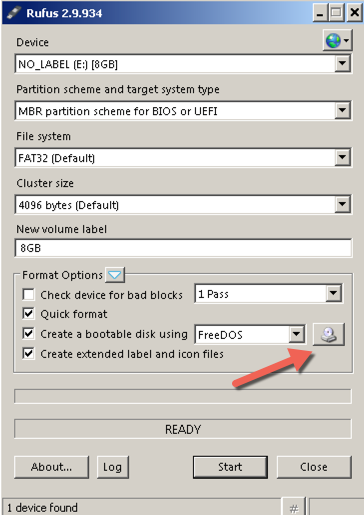 Rufus 2.9.934
Device
NO_LABEL (E:) [8GB]
Partition scheme and target system type
MBR partition scheme for BIOS or UEFI
File system
FAT32 (Default)
Cluster size
4096 bytes (Default)
New volume label
8GB
Format Options
Check device for bad blocks 1 Pass
Quick format
Create a bootable disk using FreeDOS
Create extended label and icon files
READY
About... Log Start Close
1 device found #